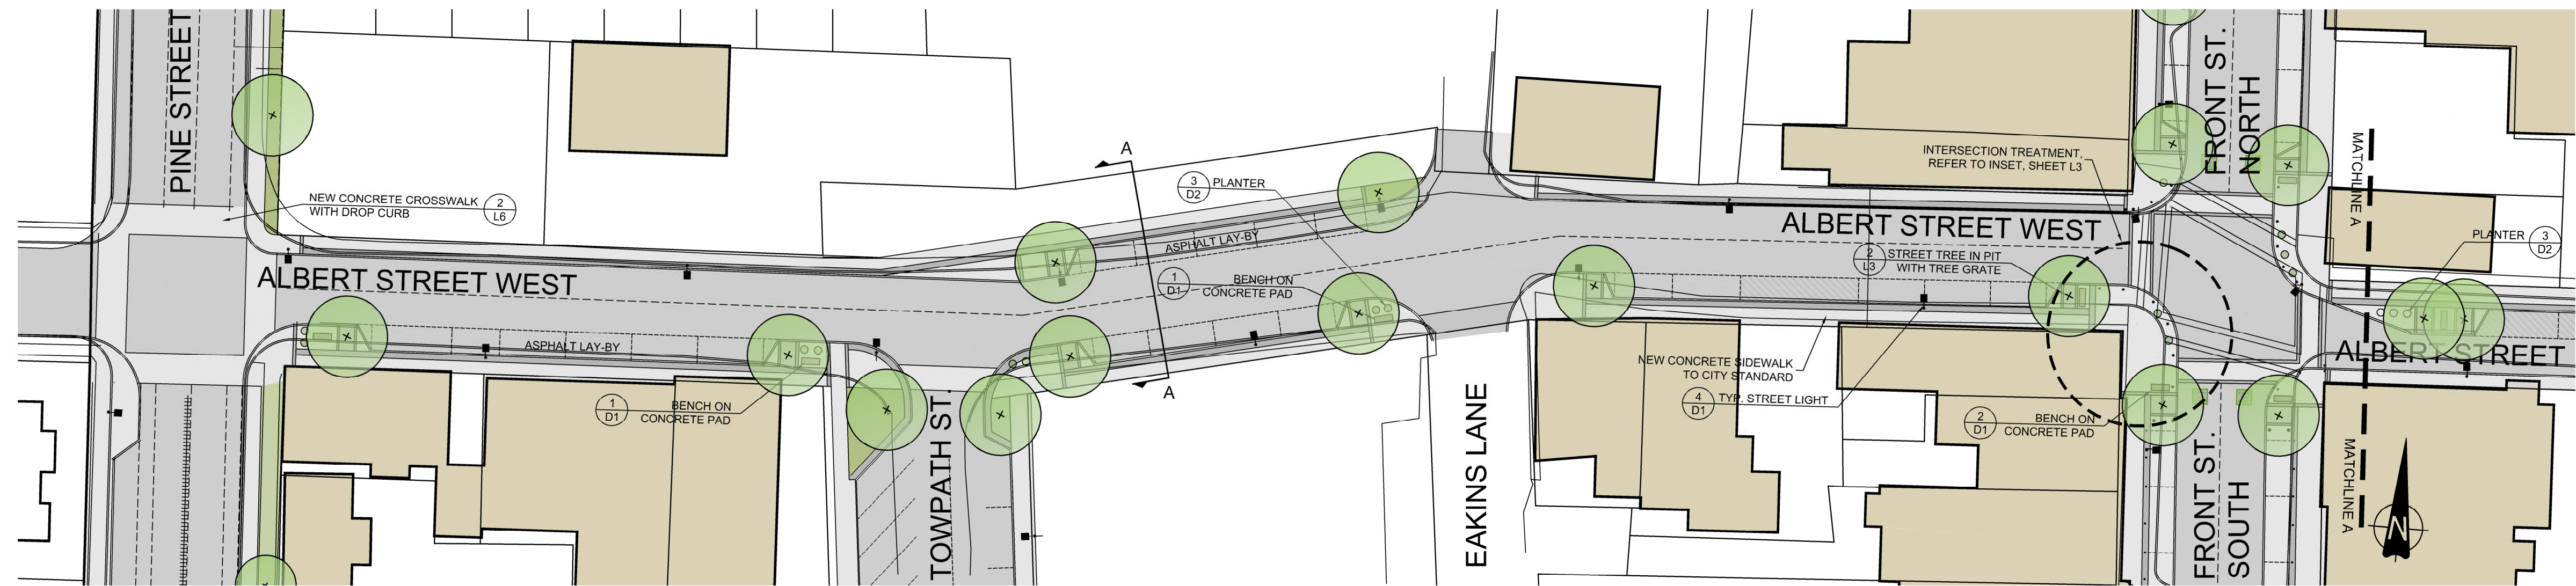 PINE STREET
NEW CONCRETE CROSSWALK
WITH DROP CURB
2
L6
ALBERT STREET WEST
ASPHALT LAY-BY
1
D1
BENCH ON
CONCRETE PAD
TOWPATH ST.
A
A
3
D2
PLANTER
ASPHALT LAY-BY
1
D1
BENCH ON
CONCRETE PAD
EAKINS LANE
INTERSECTION TREATMENT,
REFER TO INSET, SHEET L3
ALBERT STREET WEST
2
L3
STREET TREE IN PIT
WITH TREE GRATE
NEW CONCRETE SIDEWALK
TO CITY STANDARD
4
D1
TYP. STREET LIGHT
2
D1
BENCH ON
CONCRETE PAD
FRONT ST.
NORTH
FRONT ST.
SOUTH
MATCHLINE A
MATCHLINE A
PLANTER
3
D2
ALBERT STREET
N